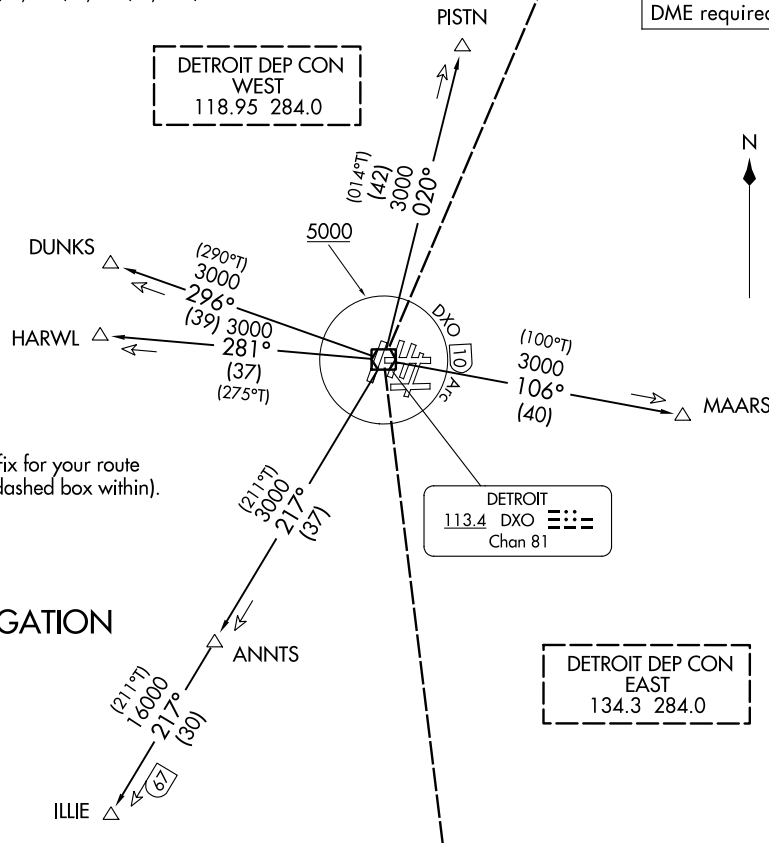 PISTN
DME required
DETROIT DEP CON
WEST
118.95 284.0
N
(014°T)
(42)
3000
020°
5000
DUNKS
(290°T)
3000
296°
(39)
HARWL
3000
281°
(37)
(275°T)
DXO
10
Arc
(100°T)
3000
106°
(40)
MAARS
fix for your route
dashed box within).
(211°T)
3000
217°
(37)
DETROIT
113.4 DXO
Chan 81
GATION
ANNTS
DETROIT DEP CON
EAST
134.3 284.0
(211°T)
16000
217°
(30)
67
ILLIE